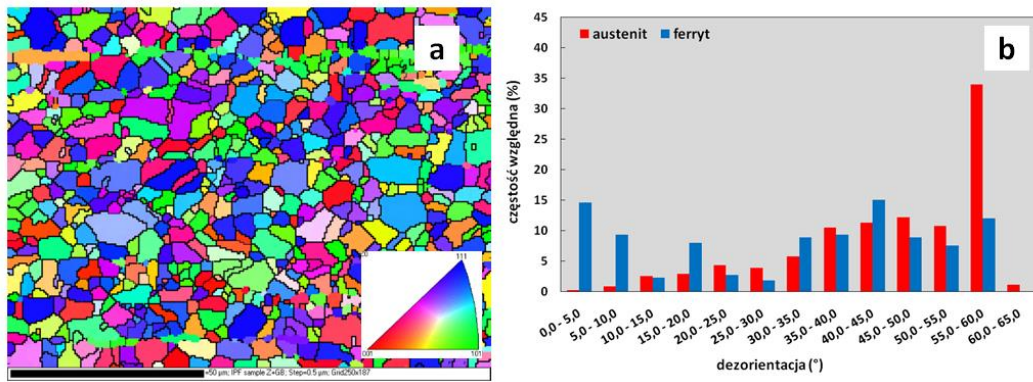 a
111
001
101
=50 µm; IPF sample Z+GB; Step=0.5 µm; Grid250x187
b
austenit ferryt
częstość względna (%)
45
40
35
30
25
20
15
10
5
0
0,0 - 5,0
5,0 - 10,0
10,0 - 15,0
15,0 - 20,0
20,0 - 25,0
25,0 - 30,0
30,0 - 35,0
35,0 - 40,0
40,0 - 45,0
45,0 - 50,0
50,0 - 55,0
55,0 - 60,0
60,0 - 65,0
dezorientacja (°)